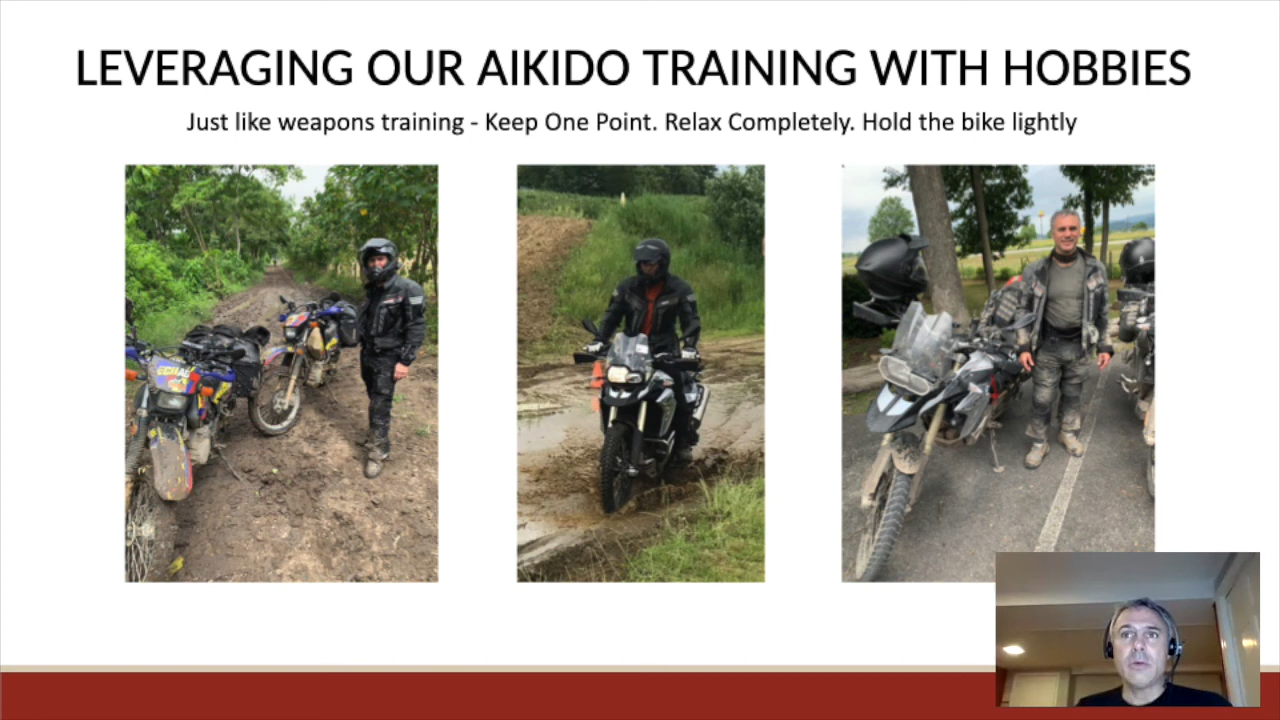 LEVERAGING OUR AIKIDO TRAINING WITH HOBBIES
Just like weapons training - Keep One Point. Relax Completely. Hold the bike lightly